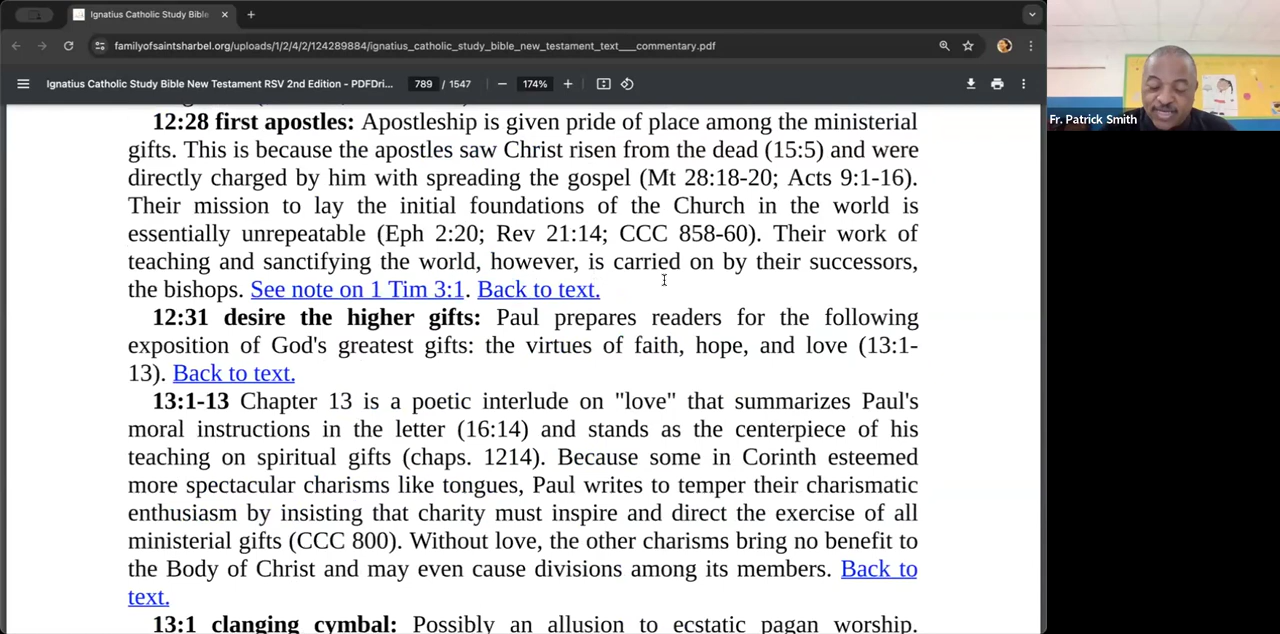 Ignatius Catholic Study Bible
familyofsaintsharbel.org/uploads/1/2/4/2/124289884/ignatius_catholic_study_bible_new_testament_text___commentary.pdf
Ignatius Catholic Study Bible New Testament RSV 2nd Edition - PDFDri... 789 / 1547 174%
Fr. Patrick Smith
12:28 first apostles: Apostleship is given pride of place among the ministerial
gifts. This is because the apostles saw Christ risen from the dead (15:5) and were
directly charged by him with spreading the gospel (Mt 28:18-20; Acts 9:1-16).
Their mission to lay the initial foundations of the Church in the world is
essentially unrepeatable (Eph 2:20; Rev 21:14; CCC 858-60). Their work of
teaching and sanctifying the world, however, is carried on by their successors,
the bishops. See note on 1 Tim 3:1. Back to text.
12:31 desire the higher gifts: Paul prepares readers for the following
exposition of God's greatest gifts: the virtues of faith, hope, and love (13:1-
13). Back to text.
13:1-13 Chapter 13 is a poetic interlude on "love" that summarizes Paul's
moral instructions in the letter (16:14) and stands as the centerpiece of his
teaching on spiritual gifts (chaps. 1214). Because some in Corinth esteemed
more spectacular charisms like tongues, Paul writes to temper their charismatic
enthusiasm by insisting that charity must inspire and direct the exercise of all
ministerial gifts (CCC 800). Without love, the other charisms bring no benefit to
the Body of Christ and may even cause divisions among its members. Back to
text.
13:1 clanging cymbal: Possibly an allusion to ecstatic pagan worship.